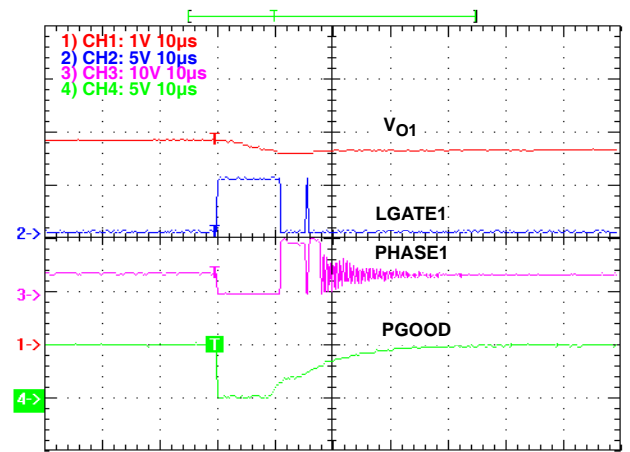 1) CH1: 1V 10µs
2) CH2: 5V 10µs
3) CH3: 10V 10µs
4) CH4: 5V 10µs
VO1
T
LGATE1
2->
PHASE1
T
3->
PGOOD
1->
T
4->